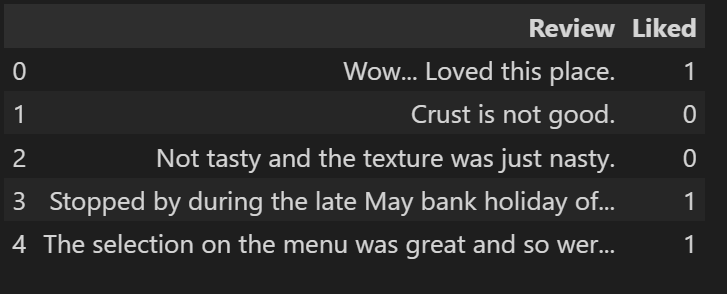 Review Liked
0 Wow... Loved this place. 1
1 Crust is not good. 0
2 Not tasty and the texture was just nasty. 0
3 Stopped by during the late May bank holiday of... 1
4 The selection on the menu was great and so wer... 1